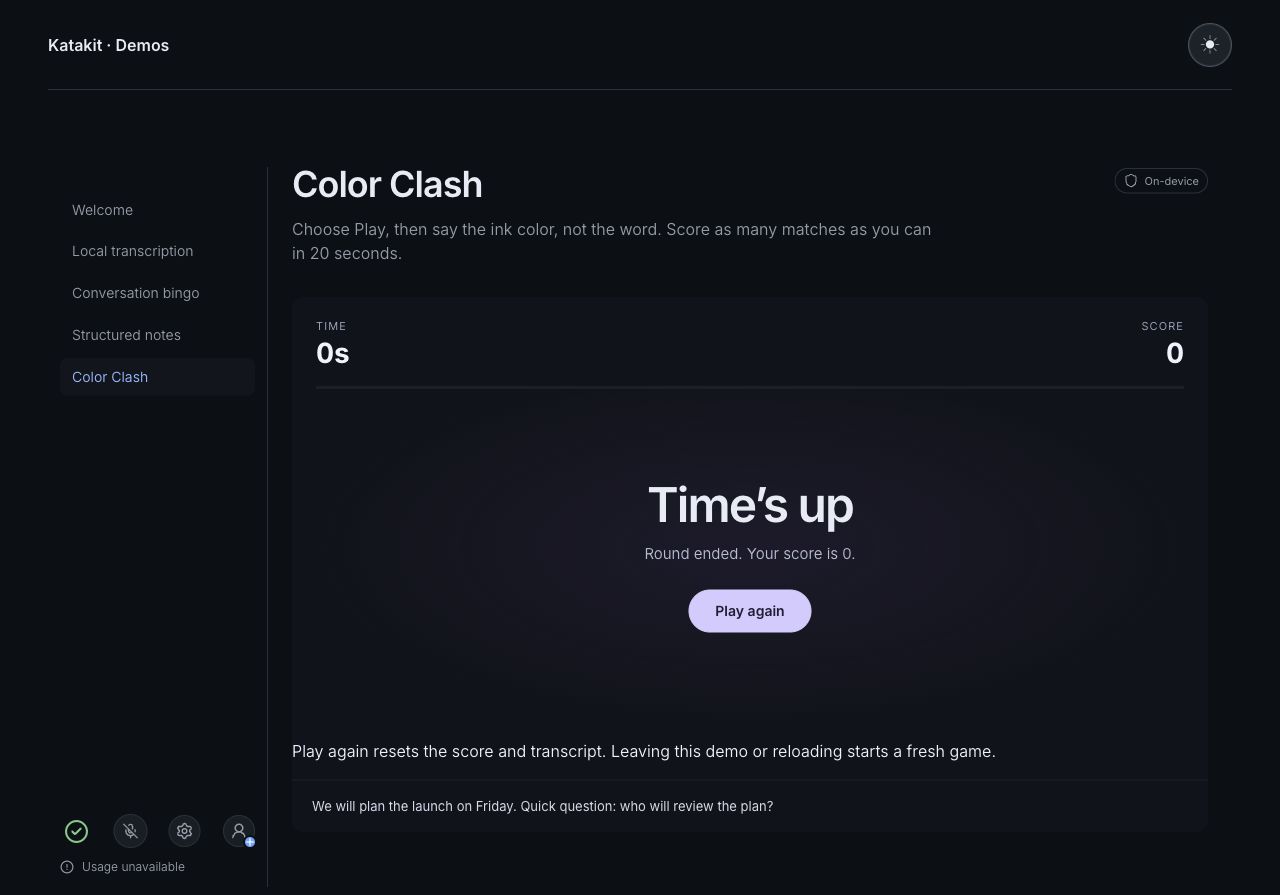 Katakit · Demos
Welcome
Local transcription
Conversation bingo
Structured notes
Color Clash
Usage unavailable
Color Clash
On-device
Choose Play, then say the ink color, not the word. Score as many matches as you can
in 20 seconds.
TIME
SCORE
0s
0
Time’s up
Round ended. Your score is 0.
Play again
Play again resets the score and transcript. Leaving this demo or reloading starts a fresh game.
We will plan the launch on Friday. Quick question: who will review the plan?